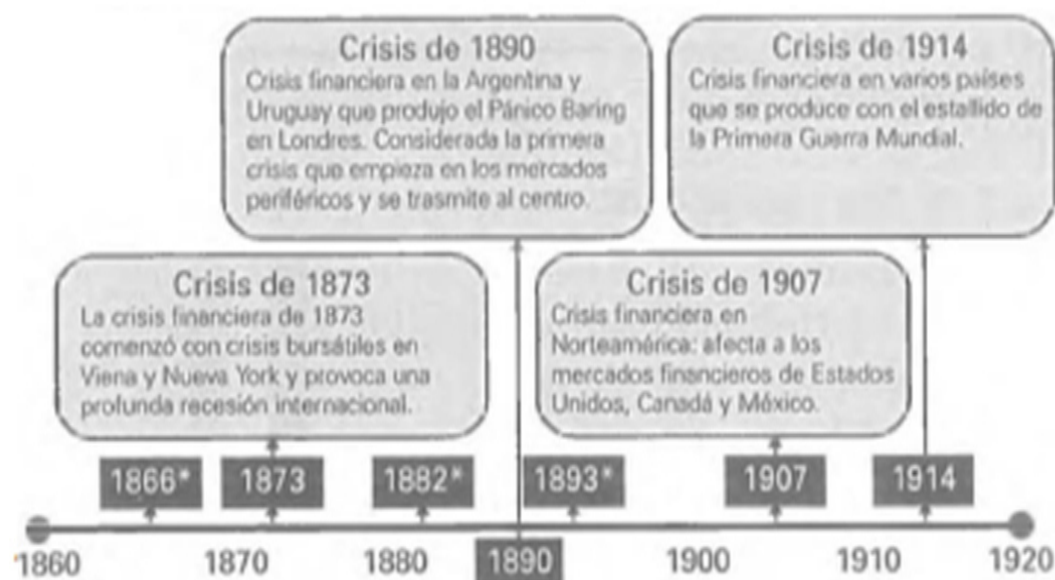 Crisis de 1890
Crisis financiera en la Argentina y
Uruguay que produjo el Pánico Baring
en Londres. Considerada la primera
crisis que empieza en los mercados
periféricos y se trasmite al centro.
Crisis de 1914
Crisis financiera en varios países
que se produce con el estallido de
la Primera Guerra Mundial.
Crisis de 1873
La crisis financiera de 1873
comenzó con crisis bursátiles en
Viena y Nueva York y provoca una
profunda recesión internacional.
Crisis de 1907
Crisis financiera en
Norteamérica: afecta a los
mercados financieros de Estados
Unidos, Canadá y México.
1866* 1873 1882* 1893* 1907 1914
1860 1870 1880 1890 1900 1910 1920